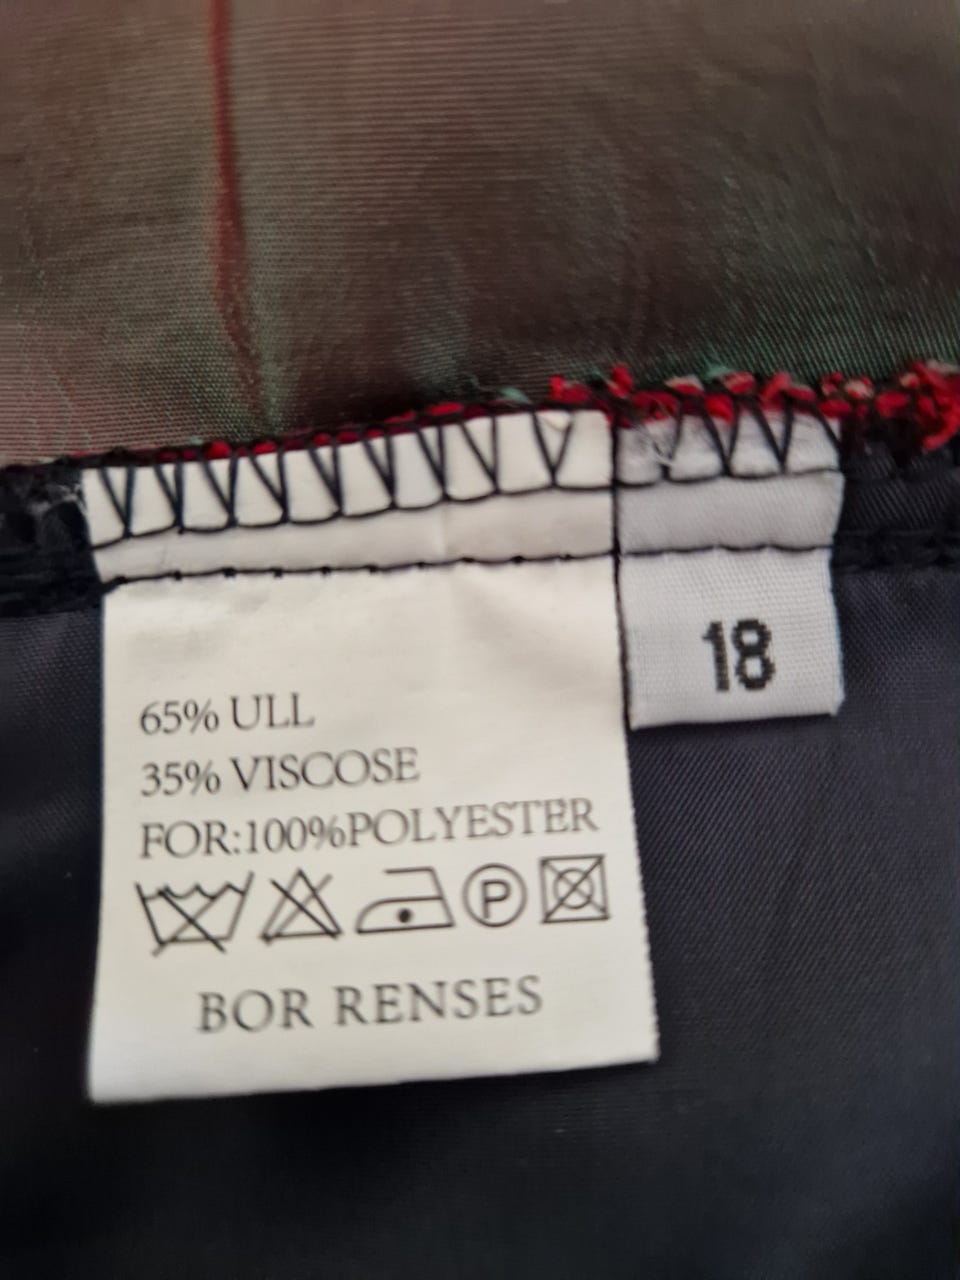 65% ULL
35% VISCOSE
FOR:100%POLYESTER
P
BOR RENSES
18